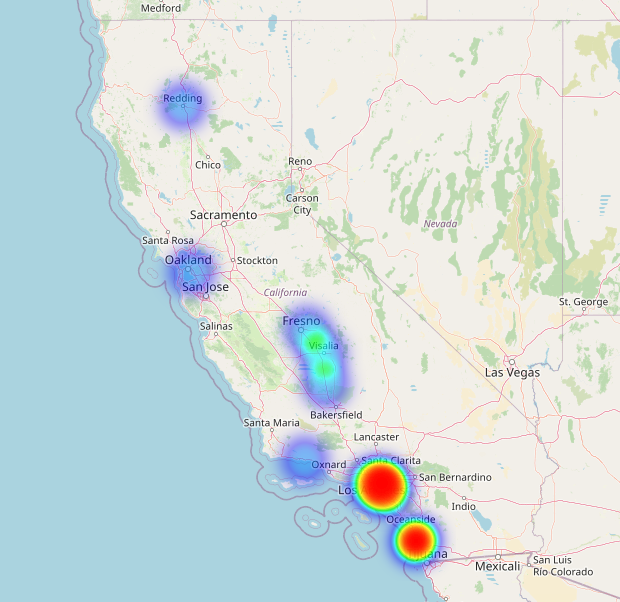 Medford
Redding
Chico
Reno
Carson
City
Nevada
Sacramento
Santa Rosa
Oakland
Stockton
San Jose
California
St. George
Salinas
Fresno
Visalia
Las Vegas
Bakersfield
Santa Maria
Lancaster
Santa Clarita
Oxnard
San Bernardino
Los
Indio
Oceanside
Mexicali
San Luis
Río Colorado